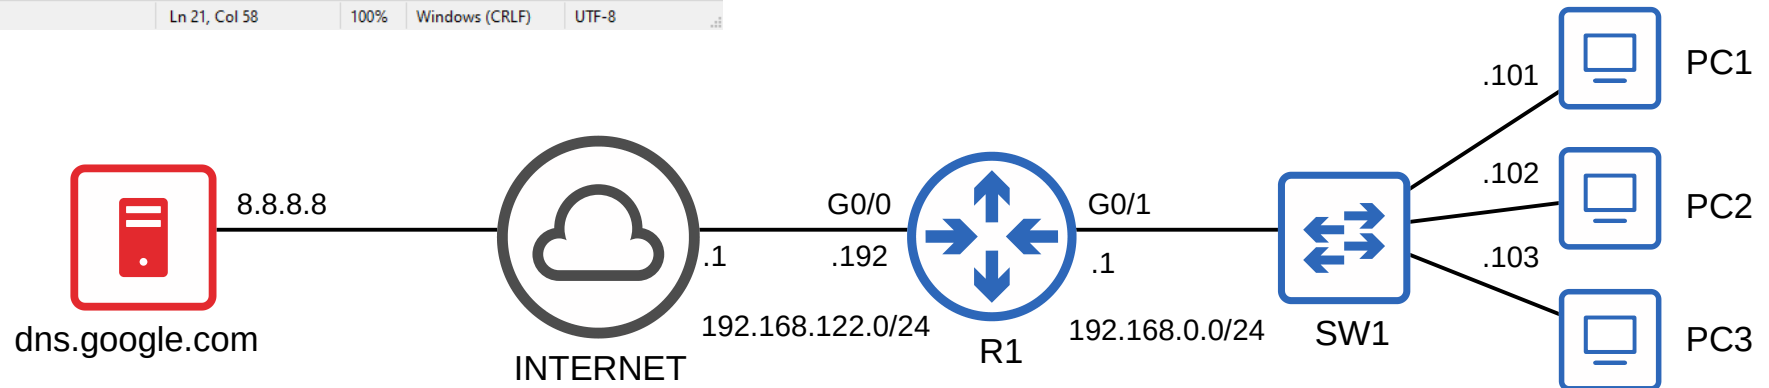 Ln 21, Col 58 100% Windows (CRLF) UTF-8
PC1
.101
.102
PC2
8.8.8.8
G0/0
G0/1
.1
.192
.1
.103
192.168.122.0/24
192.168.0.0/24
dns.google.com
INTERNET
R1
SW1
PC3